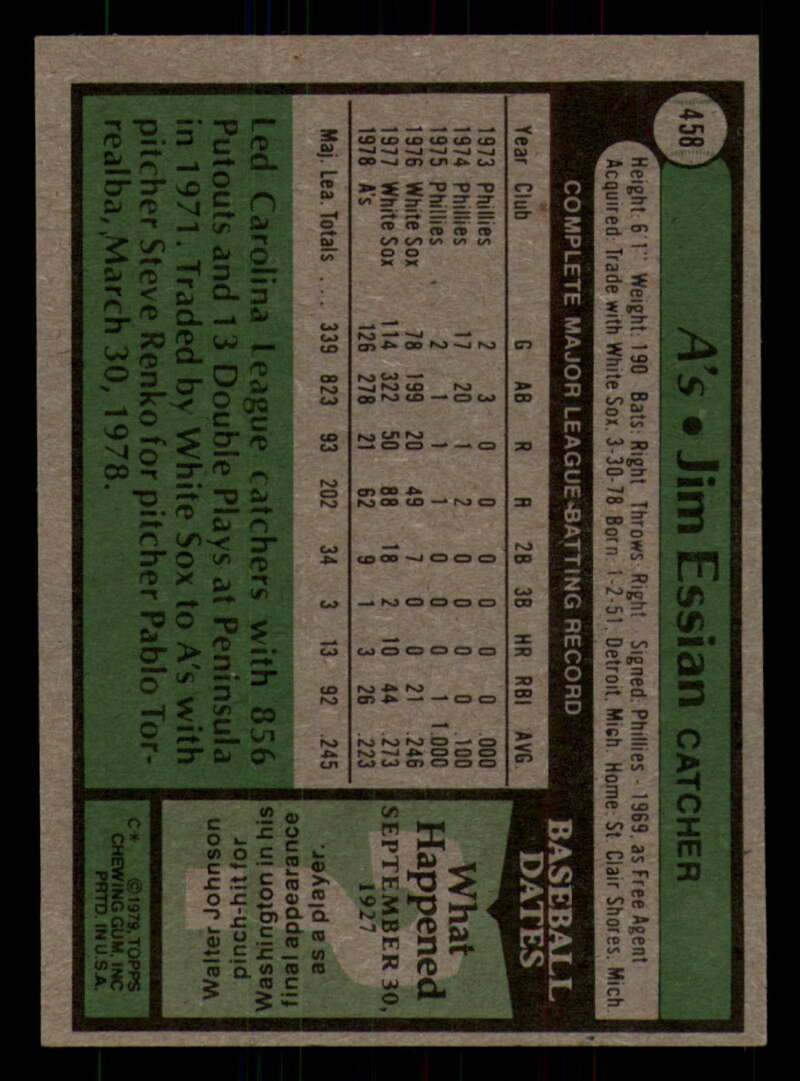 458
A's • Jim Essian CATCHER
Height: 6'1" Weight: 190 Bats: Right Throws: Right Signed: Phillies - 1969, as Free Agent
Acquired: Trade with White Sox, 3-30-78 Born: 1-2-51, Detroit, Mich. Home: St. Clair Shores, Mich.
COMPLETE MAJOR LEAGUE BATTING RECORD
Year Club G AB R H 2B 3B HR RBI AVG.
1973 Phillies 2 3 0 0 0 0 0 0 .000
1974 Phillies 17 20 1 2 0 0 0 0 .100
1975 Phillies 2 1 1 1 0 0 0 1 1.000
1976 White Sox 78 199 20 49 7 0 0 21 .246
1977 White Sox 114 322 50 88 18 2 10 44 .273
1978 A's 126 278 21 62 9 1 3 26 .223
Maj. Lea. Totals .... 339 823 93 202 34 3 13 92 .245
Led Carolina League catchers with 856
Putouts and 13 Double Plays at Peninsula
in 1971. Traded by White Sox to A's with
pitcher Steve Renko for pitcher Pablo Tor-
realba, March 30, 1978.
BASEBALL
DATES
What
Happened
SEPTEMBER 30,
1927
Walter Johnson
pinch-hit for
Washington in his
final appearance
as a player.
C* ©1979, TOPPS
CHEWING GUM, INC
PRTD. IN U.S.A.